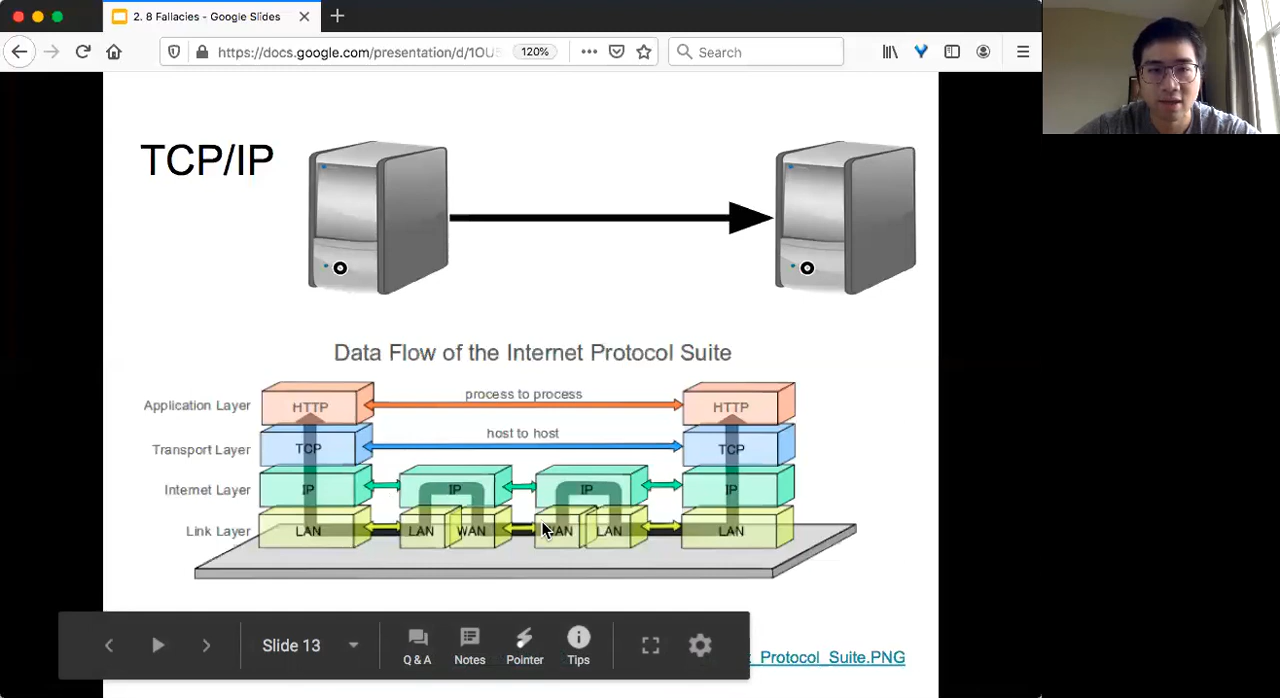 2. 8 Fallacies - Google Slides
https://docs.google.com/presentation/d/1OU
120%
Search
TCP/IP
Data Flow of the Internet Protocol Suite
process to process
Application Layer HTTP HTTP
host to host
Transport Layer TCP TCP
Internet Layer IP IP IP IP
Link Layer LAN LAN WAN LAN LAN
Slide 13
Q & A Notes Pointer Tips
Protocol_Suite.PNG